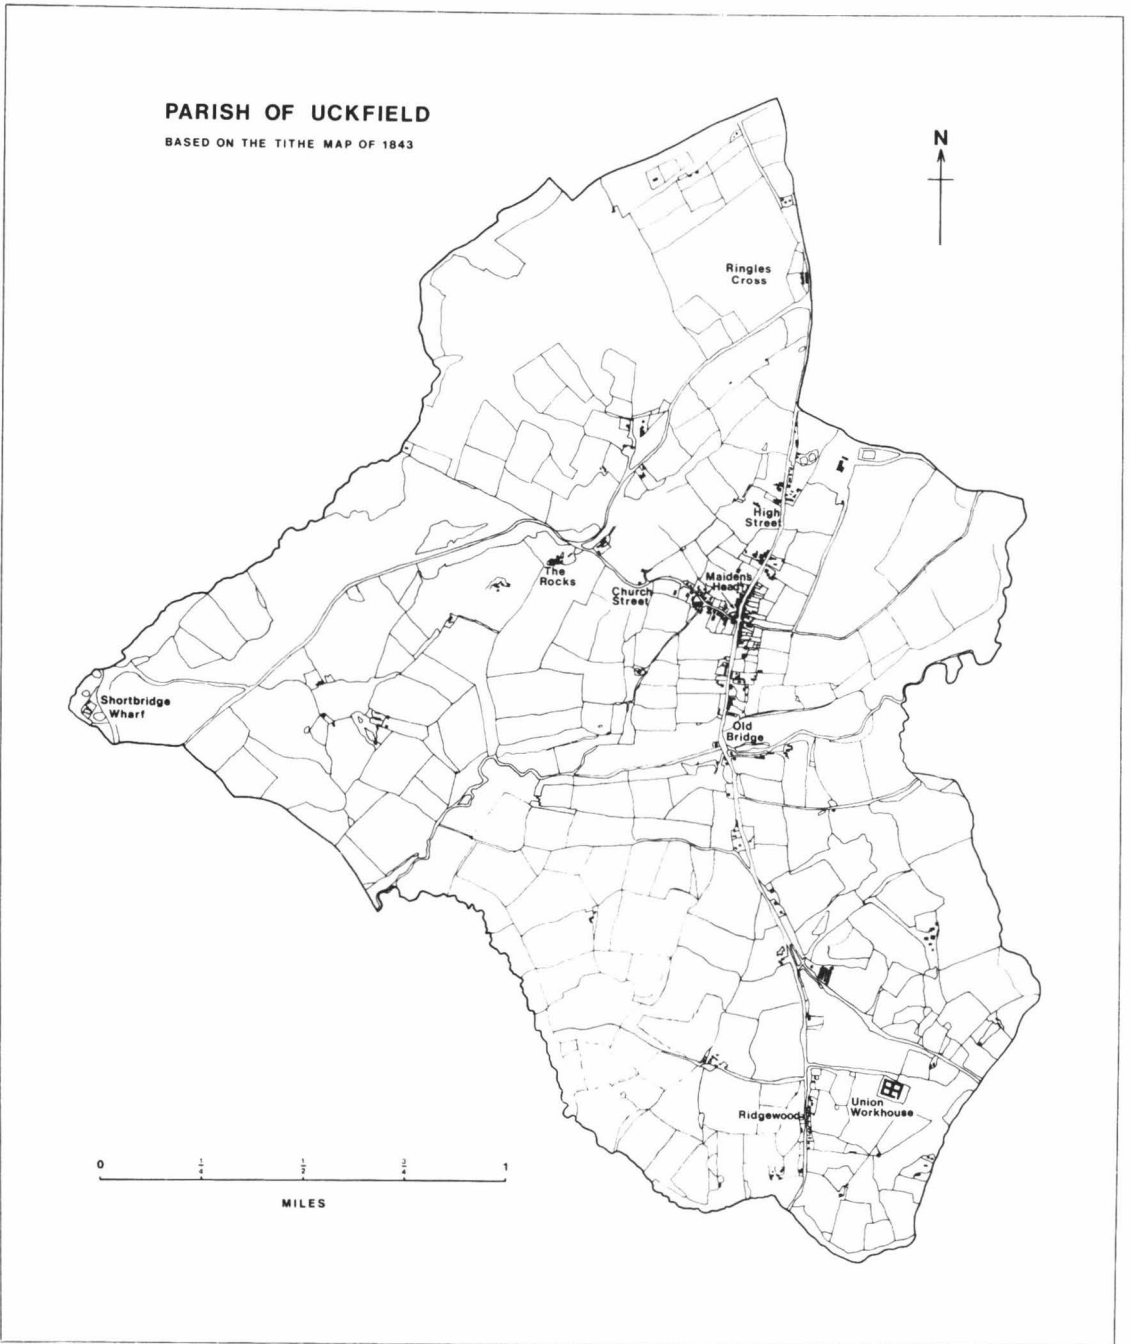 PARISH OF UCKFIELD
BASED ON THE TITHE MAP OF 1843
N
Ringles
Cross
High
Street
The
Rocks
Church
Street
Maidens
Head
Shortbridge
Wharf
Old
Bridge
Ridgewood
Union
Workhouse
0 1/4 1/2 3/4 1
MILES